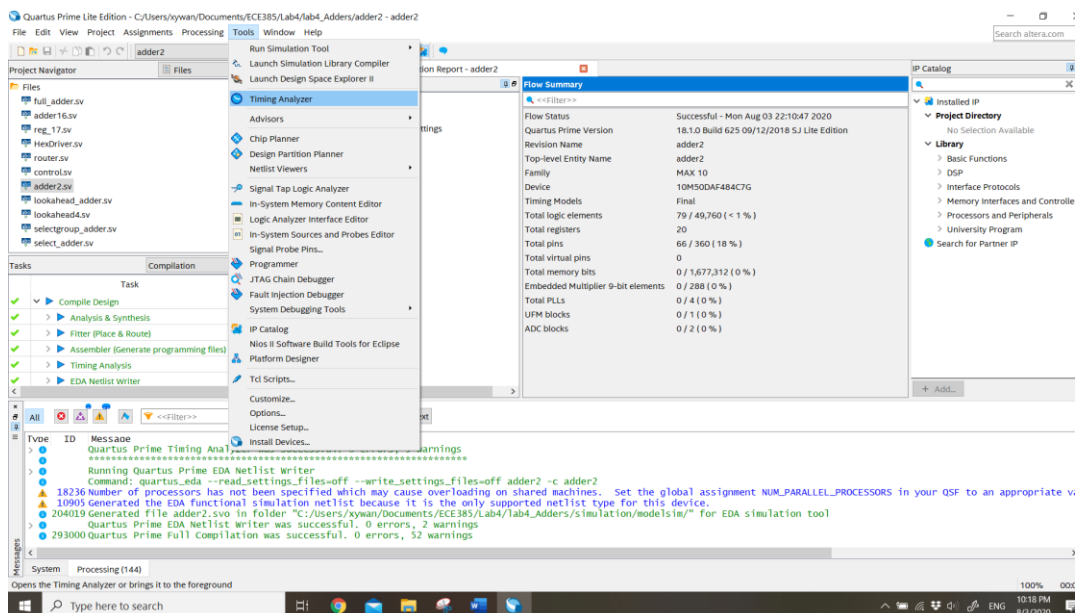 Quartus Prime Lite Edition - C:/Users/xywan/Documents/ECE385/Lab4/lab4_Adders/adder2 - adder2
File Edit View Project Assignments Processing Tools Window Help
Search altera.com
adder2
Project Navigator
Files
Files
full_adder.sv
adder16.sv
reg_17.sv
HexDriver.sv
router.sv
control.sv
adder2.sv
lookahead_adder.sv
lookahead4.sv
selectgroup_adder.sv
select_adder.sv
Tasks
Compilation
Task
Compile Design
Analysis & Synthesis
Fitter (Place & Route)
Assembler (Generate programming files)
Timing Analysis
EDA Netlist Writer
Run Simulation Tool
Launch Simulation Library Compiler
Launch Design Space Explorer II
Timing Analyzer
Advisors
Chip Planner
Design Partition Planner
Netlist Viewers
Signal Tap Logic Analyzer
In-System Memory Content Editor
Logic Analyzer Interface Editor
In-System Sources and Probes Editor
Signal Probe Pins...
Programmer
JTAG Chain Debugger
Fault Injection Debugger
System Debugging Tools
IP Catalog
Nios II Software Build Tools for Eclipse
Platform Designer
Tcl Scripts...
Customize...
Options...
License Setup...
Install Devices...
tion Report - adder2
ttings
Flow Summary
<<Filter>>
Flow Status Successful - Mon Aug 03 22:10:47 2020
Quartus Prime Version 18.1.0 Build 625 09/12/2018 SJ Lite Edition
Revision Name adder2
Top-level Entity Name adder2
Family MAX 10
Device 10M50DAF484C7G
Timing Models Final
Total logic elements 79 / 49,760 ( < 1 % )
Total registers 20
Total pins 66 / 360 ( 18 % )
Total virtual pins 0
Total memory bits 0 / 1,677,312 ( 0 % )
Embedded Multiplier 9-bit elements 0 / 288 ( 0 % )
Total PLLs 0 / 4 ( 0 % )
UFM blocks 0 / 1 ( 0 % )
ADC blocks 0 / 2 ( 0 % )
IP Catalog
Installed IP
Project Directory
No Selection Available
Library
Basic Functions
DSP
Interface Protocols
Memory Interfaces and Controlle
Processors and Peripherals
University Program
Search for Partner IP
+ Add...
All
<<Filter>>
xt
Type ID Message
Quartus Prime Timing Analyzer was successful. 0 errors, warnings
Running Quartus Prime EDA Netlist Writer
Command: quartus_eda --read_settings_files=off --write_settings_files=off adder2 -c adder2
18236 Number of processors has not been specified which may cause overloading on shared machines. Set the global assignment NUM_PARALLEL_PROCESSORS in your QSF to an appropriate va
10905 Generated the EDA functional simulation netlist because it is the only supported netlist type for this device.
204019 Generated file adder2.svo in folder "C:/Users/xywan/Documents/ECE385/Lab4/lab4_Adders/simulation/modelsim/" for EDA simulation tool
Quartus Prime EDA Netlist Writer was successful. 0 errors, 2 warnings
293000 Quartus Prime Full Compilation was successful. 0 errors, 52 warnings
Messages
System Processing (144)
Opens the Timing Analyzer or brings it to the foreground
100% 00:0
Type here to search
ENG
10:18 PM
8/3/2020